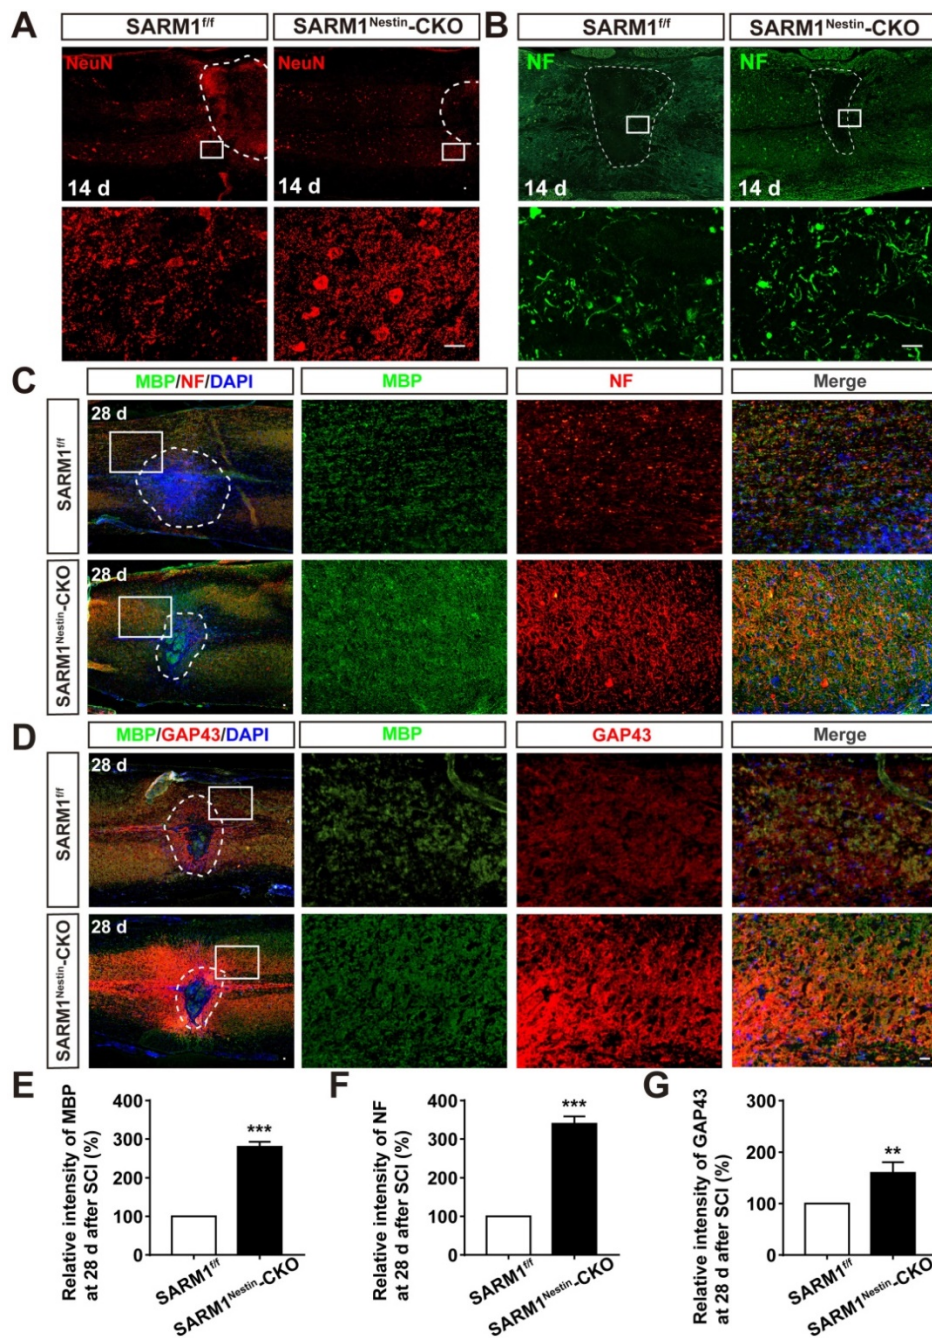 A
SARM1f/f
SARM1Nestin-CKO
B
SARM1f/f
SARM1Nestin-CKO
NeuN
NeuN
NF
NF
14 d
14 d
14 d
14 d
C
MBP/NF/DAPI
MBP
NF
Merge
SARM1f/f
28 d
SARM1Nestin-CKO
28 d
D
MBP/GAP43/DAPI
MBP
GAP43
Merge
SARM1f/f
28 d
SARM1Nestin-CKO
28 d
E
Relative intensity of MBP
at 28 d after SCI (%)
400
300
200
100
0
***
SARM1f/f
SARM1Nestin-CKO
F
Relative intensity of NF
at 28 d after SCI (%)
400
300
200
100
0
***
SARM1f/f
SARM1Nestin-CKO
G
Relative intensity of GAP43
at 28 d after SCI (%)
300
200
100
0
**
SARM1f/f
SARM1Nestin-CKO